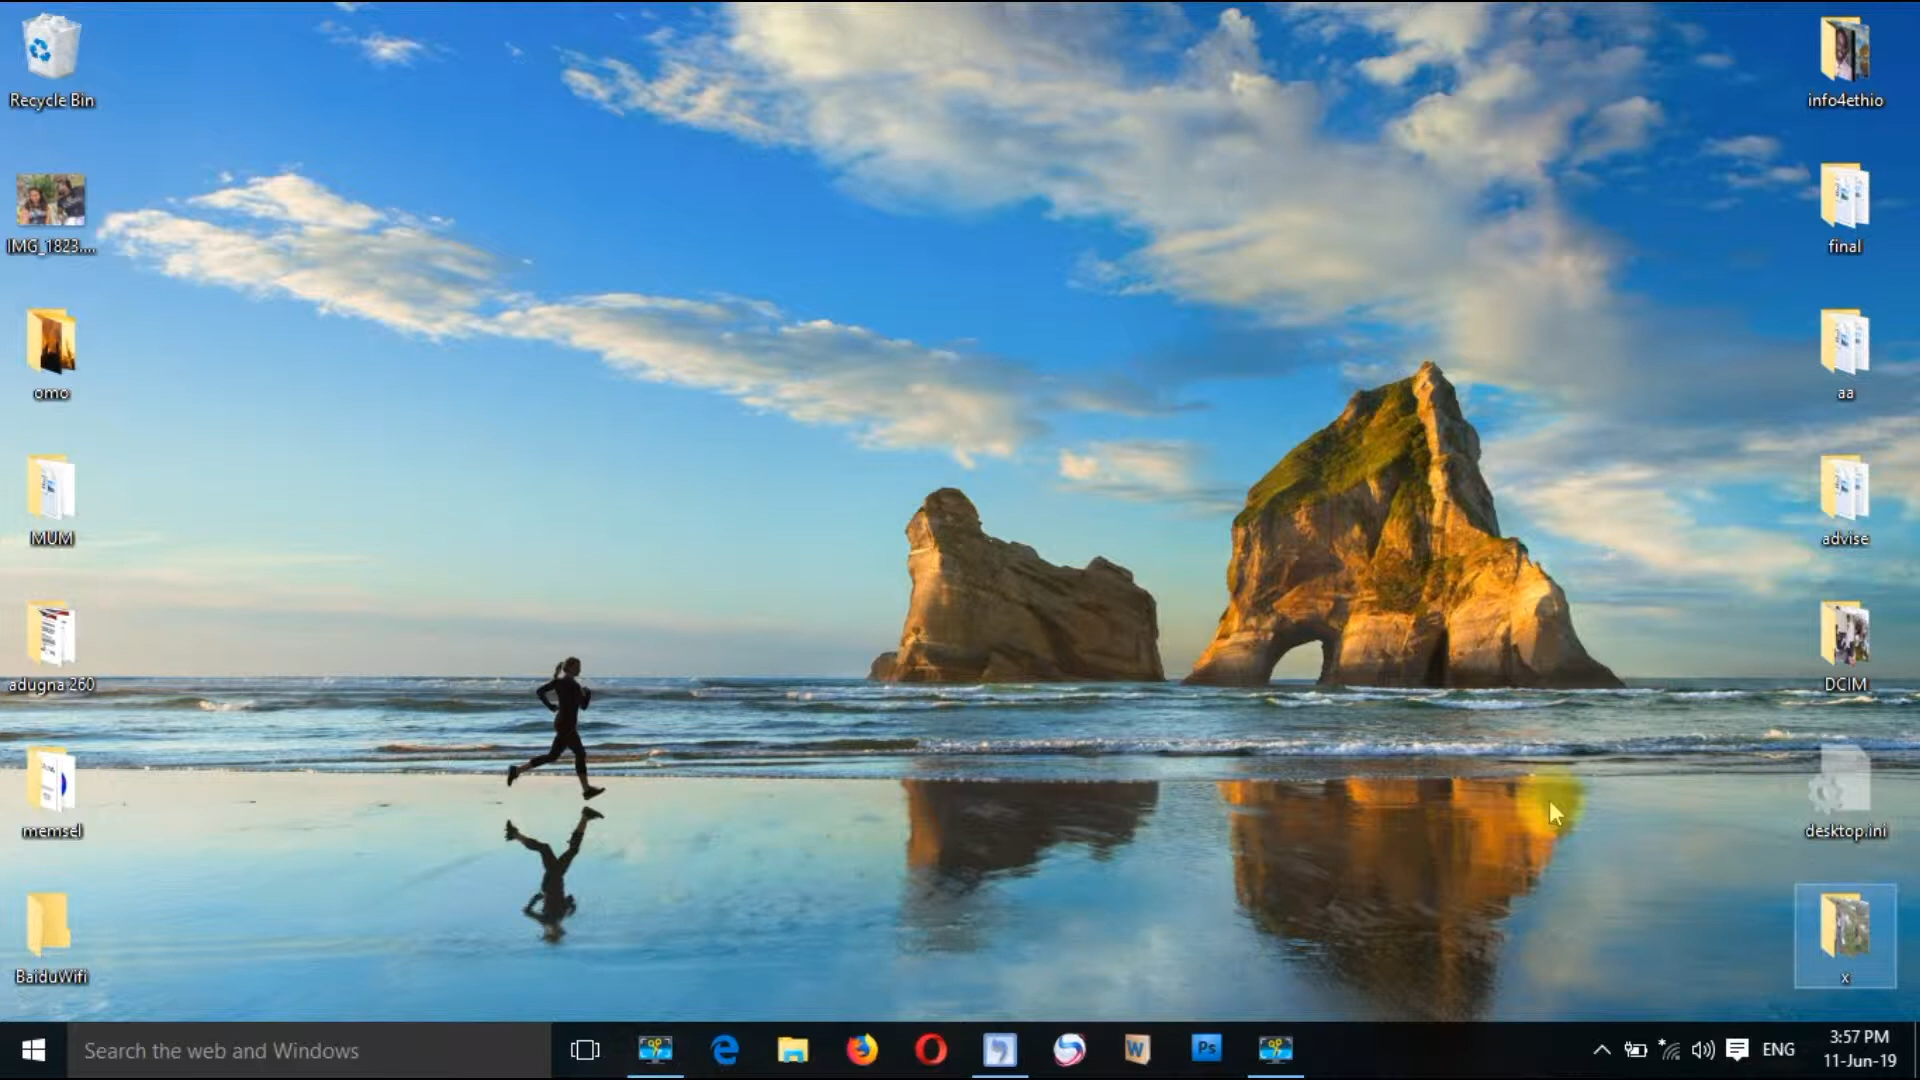 Recycle Bin
IMG_1823....
omo
MUM
adugna 260
memsel
BaiduWifi
info4ethio
final
aa
advise
DCIM
desktop.ini
x
Search the web and Windows
W
Ps
ENG
3:57 PM
11-Jun-19